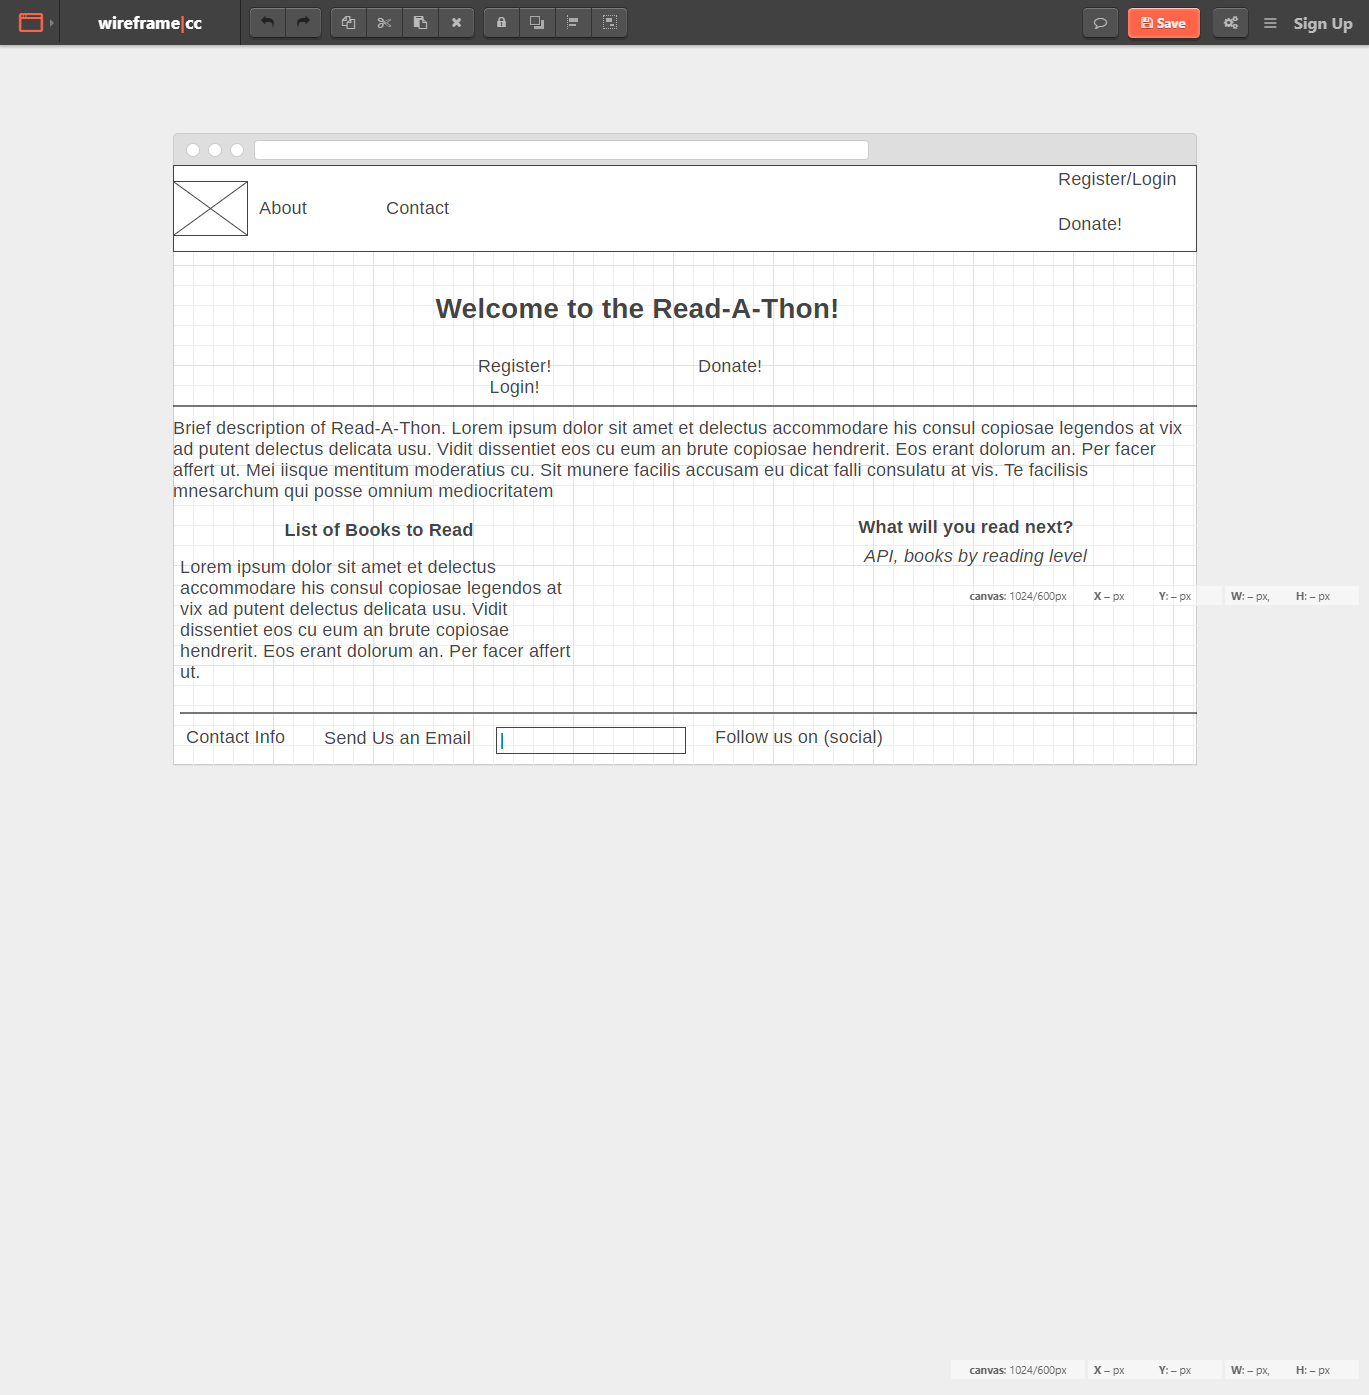 wireframe|cc
Save
Sign Up
About
Contact
Register/Login
Donate!
Welcome to the Read-A-Thon!
Register!
Login!
Donate!
Brief description of Read-A-Thon. Lorem ipsum dolor sit amet et delectus accommodare his consul copiosae legendos at vix
ad putent delectus delicata usu. Vidit dissentiet eos cu eum an brute copiosae hendrerit. Eos erant dolorum an. Per facer
affert ut. Mei iisque mentitum moderatius cu. Sit munere facilis accusam eu dicat falli consulatu at vis. Te facilisis
mnesarchum qui posse omnium mediocritatem
List of Books to Read
Lorem ipsum dolor sit amet et delectus
accommodare his consul copiosae legendos at
vix ad putent delectus delicata usu. Vidit
dissentiet eos cu eum an brute copiosae
hendrerit. Eos erant dolorum an. Per facer affert
ut.
What will you read next?
API, books by reading level
canvas: 1024/600px X – px Y: – px W: – px, H: – px
Contact Info
Send Us an Email
Follow us on (social)
canvas: 1024/600px X – px Y: – px W: – px, H: – px